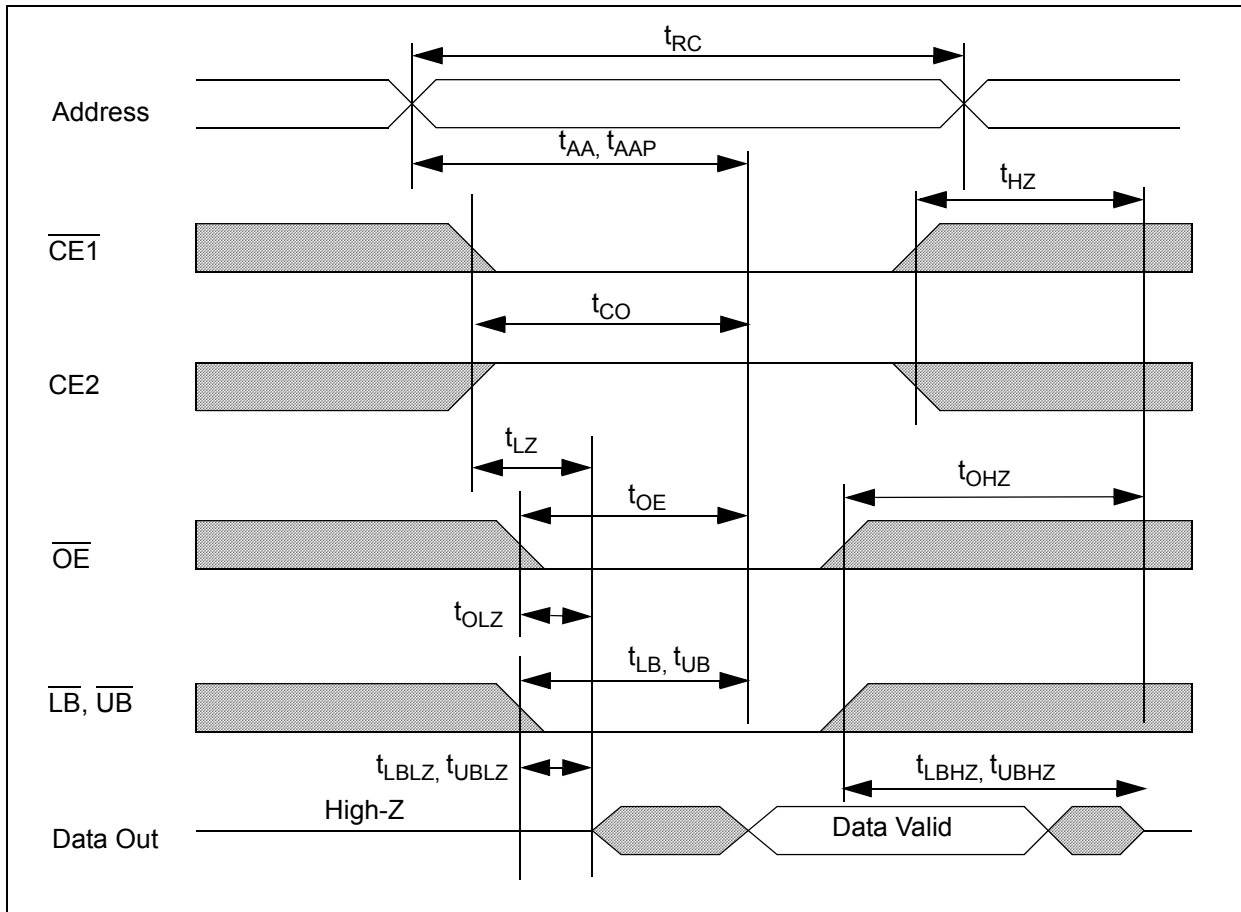 tRC
Address
tAA, tAAP
tHZ
CE1
tCO
CE2
tLZ
tOHZ
tOE
OE
tOLZ
tLB, tUB
LB, UB
tLBLZ, tUBLZ
tLBHZ, tUBHZ
High-Z
Data Valid
Data Out